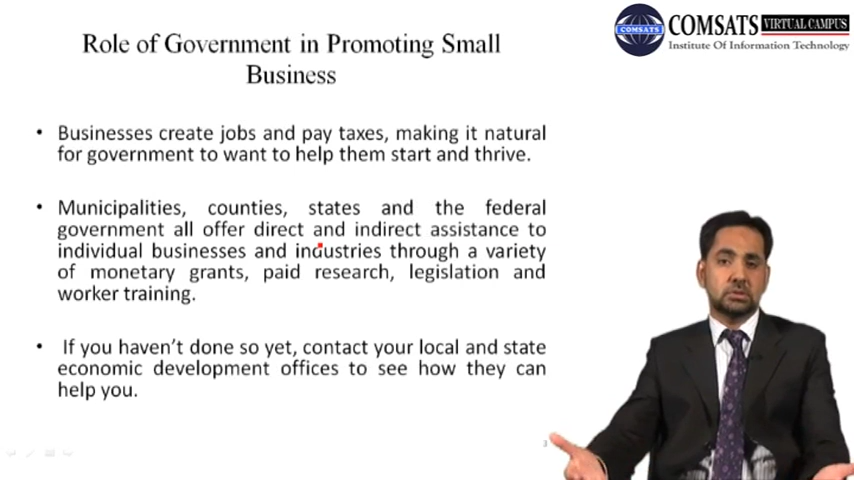 Role of Government in Promoting Small
Business
COMSATS
COMSATS VIRTUAL CAMPUS
Institute Of Information Technology
• Businesses create jobs and pay taxes, making it natural
for government to want to help them start and thrive.
• Municipalities, counties, states and the federal
government all offer direct and indirect assistance to
individual businesses and industries through a variety
of monetary grants, paid research, legislation and
worker training.
• If you haven't done so yet, contact your local and state
economic development offices to see how they can
help you.
3